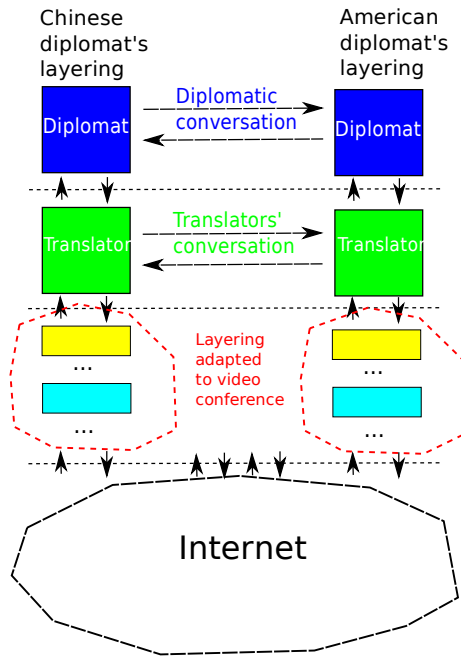 Chinese
diplomat's
layering
American
diplomat's
layering
Diplomat
Diplomatic
conversation
Diplomat
Translator
Translators'
conversation
Translator
Layering
adapted
to video
conference
...
...
...
...
Internet